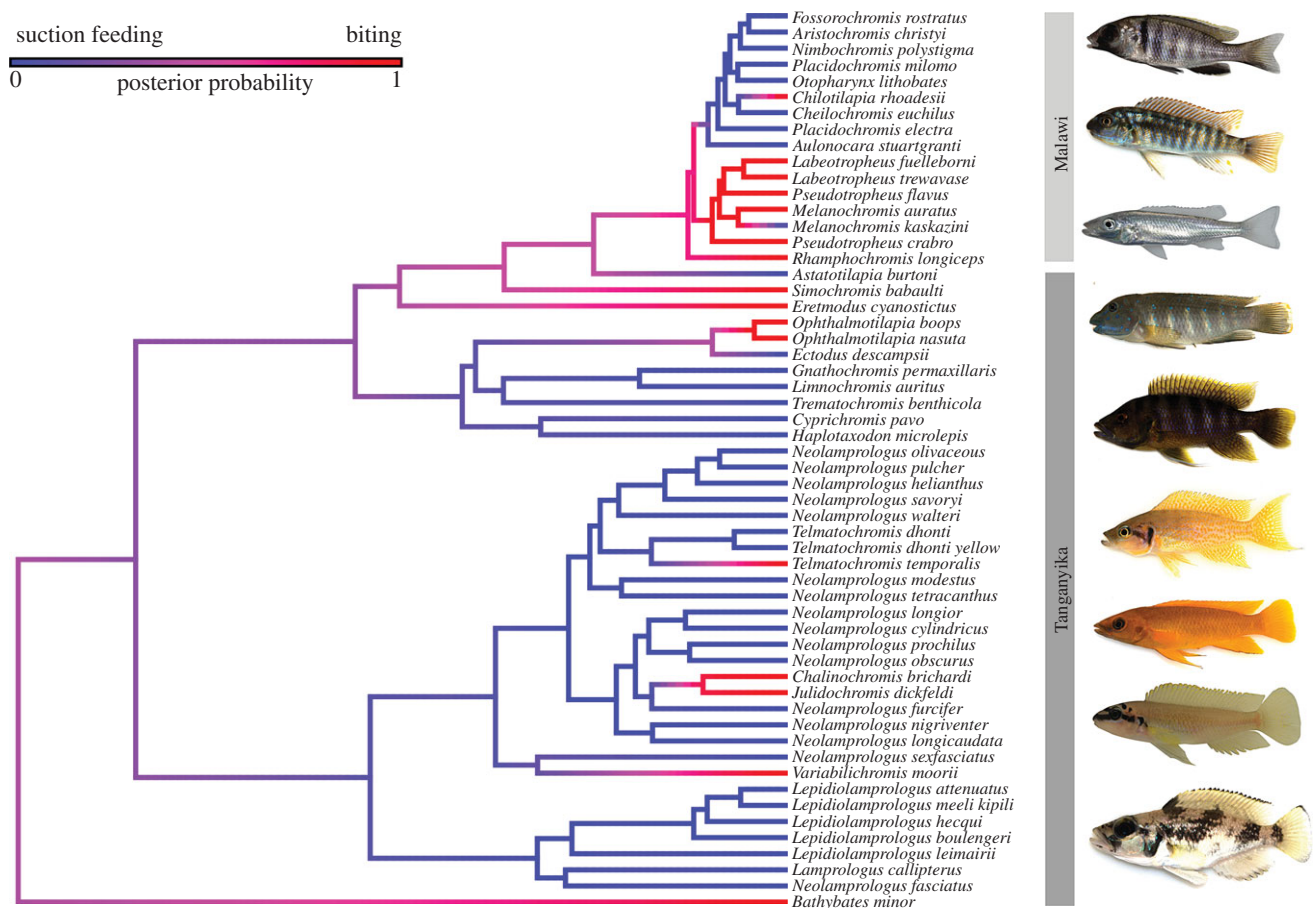 suction feeding biting
0 posterior probability 1
Fossorochromis rostratus
Aristochromis christyi
Nimbochromis polystigma
Placidochromis milono
Otopharynx lithobates
Chilotilapia rhoadesii
Cheilochromis euchilus
Placidochromis electra
Aulonocara stuartgranti
Labeotropheus fuelleborni
Labeotropheus trewavase
Pseudotropheus flavus
Melanochromis auratus
Melanochromis kaskazini
Pseudotropheus crabro
Rhamphochromis longiceps
Astatotilapia burtoni
Simochromis babaulti
Eretmodus cyanostictus
Ophthalmotilapia boops
Ophthalmotilapia nasuta
Ectodus descampsii
Gnathochromis permaxillaris
Limnochromis auritus
Trematochromis benthicola
Cyprichromis pavo
Haplotaxodon microlepis
Neolamprologus olivaceous
Neolamprologus pulcher
Neolamprologus helianthus
Neolamprologus savoryi
Neolamprologus walteri
Telmatochromis dhonti
Telmatochromis dhonti yellow
Telmatochromis temporalis
Neolamprologus modestus
Neolamprologus tetracanthus
Neolamprologus longior
Neolamprologus cylindricus
Neolamprologus prochilus
Neolamprologus obscurus
Chalinochromis brichardi
Julidochromis dickfeldi
Neolamprologus furcifer
Neolamprologus nigriventer
Neolamprologus longicaudata
Neolamprologus sexfasciatus
Variabilichromis moorii
Lepidiolamprologus attenuatus
Lepidiolamprologus meeli kipili
Lepidiolamprologus hecqui
Lepidiolamprologus boulengeri
Lepidiolamprologus leimairii
Lamprologus callipterus
Neolamprologus fasciatus
Bathybates minor
Malawi
Tanganyika